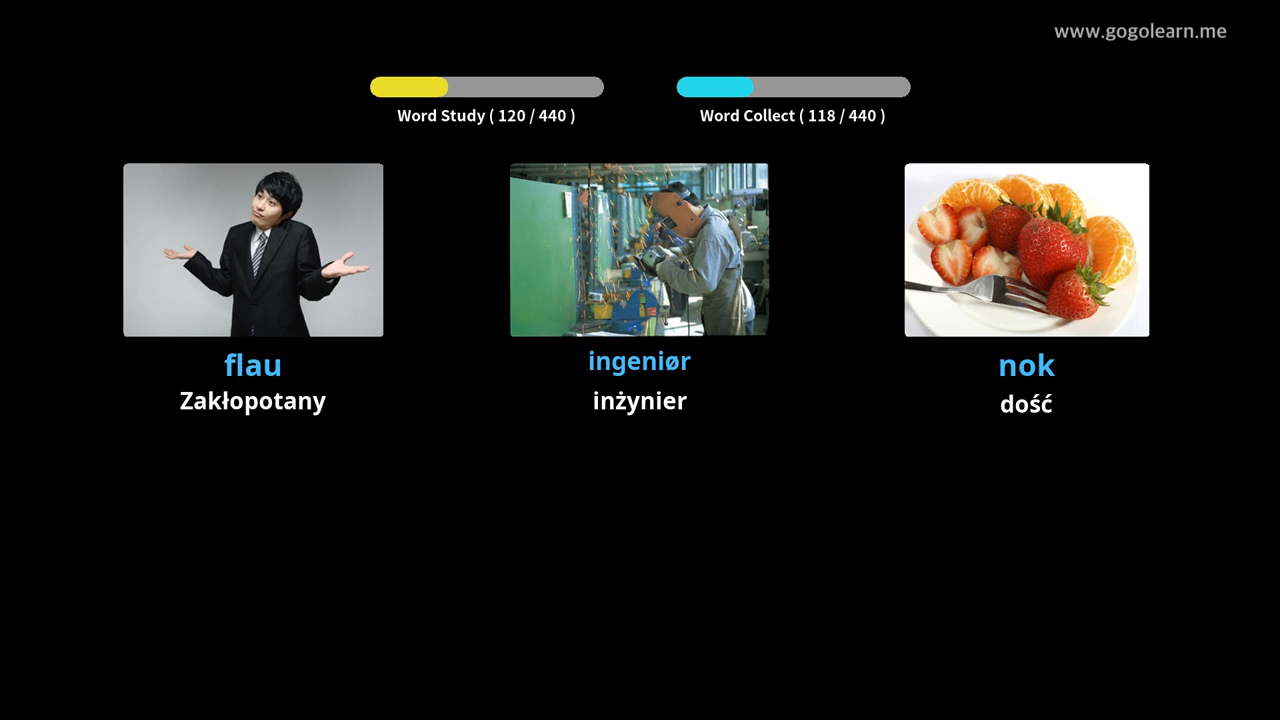 www.gogolearn.me
Word Study ( 120 / 440 )
Word Collect ( 118 / 440 )
flau
Zakłopotany
ingeniør
inżynier
nok
dość